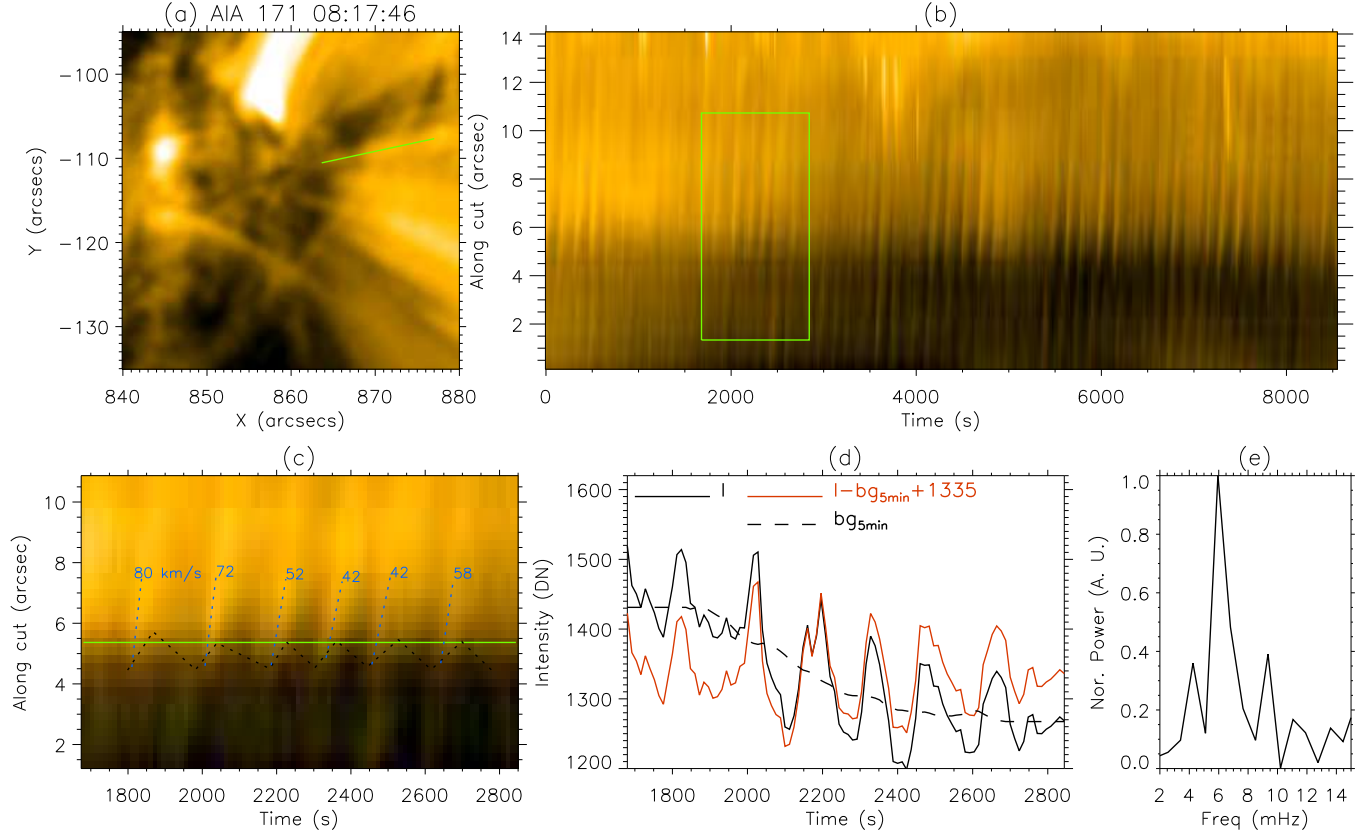 (a) AIA 171 08:17:46
Y (arcsecs)
-100
-110
-120
-130
840 850 860 870 880
X (arcsecs)
(b)
Along cut (arcsec)
14
12
10
8
6
4
2
0 2000 4000 6000 8000
Time (s)
(c)
Along cut (arcsec)
10
8
6
4
2
80 km/s 72 52 42 42 58
1800 2000 2200 2400 2600 2800
Time (s)
(d)
Intensity (DN)
1600
1500
1400
1300
1200
I I-bg5min+1335
bg5min
1800 2000 2200 2400 2600 2800
Time (s)
(e)
Nor. Power (A. U.)
1.0
0.8
0.6
0.4
0.2
0.0
2 4 6 8 10 12 14
Freq (mHz)